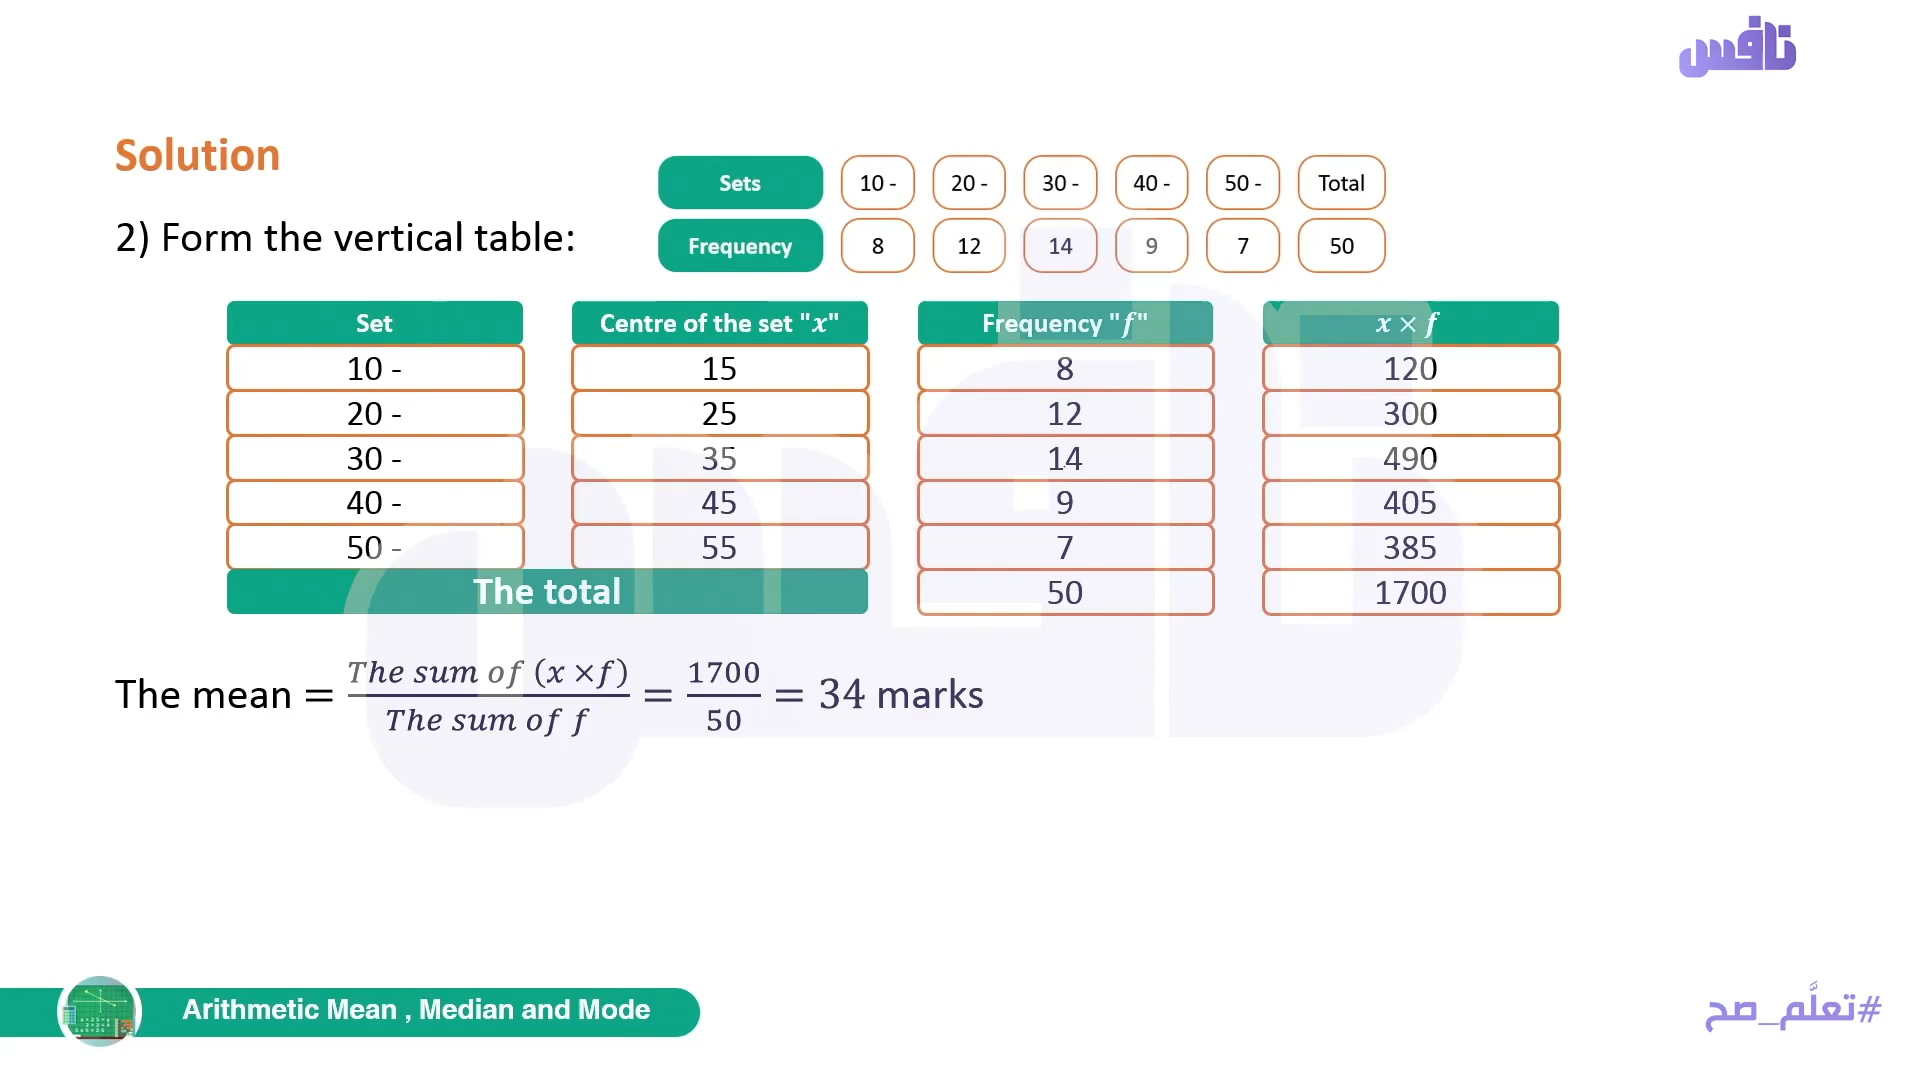 نافس
Solution
2) Form the vertical table:
Sets 10 - 20 - 30 - 40 - 50 - Total
Frequency 8 12 14 9 7 50
Set Centre of the set "x" Frequency "f" x × f
10 - 15 8 120
20 - 25 12 300
30 - 35 14 490
40 - 45 9 405
50 - 55 7 385
The total 50 1700
The mean = The sum of (x ×f) / The sum of f = 1700 / 50 = 34 marks
Arithmetic Mean , Median and Mode
#تعلَّم_صح